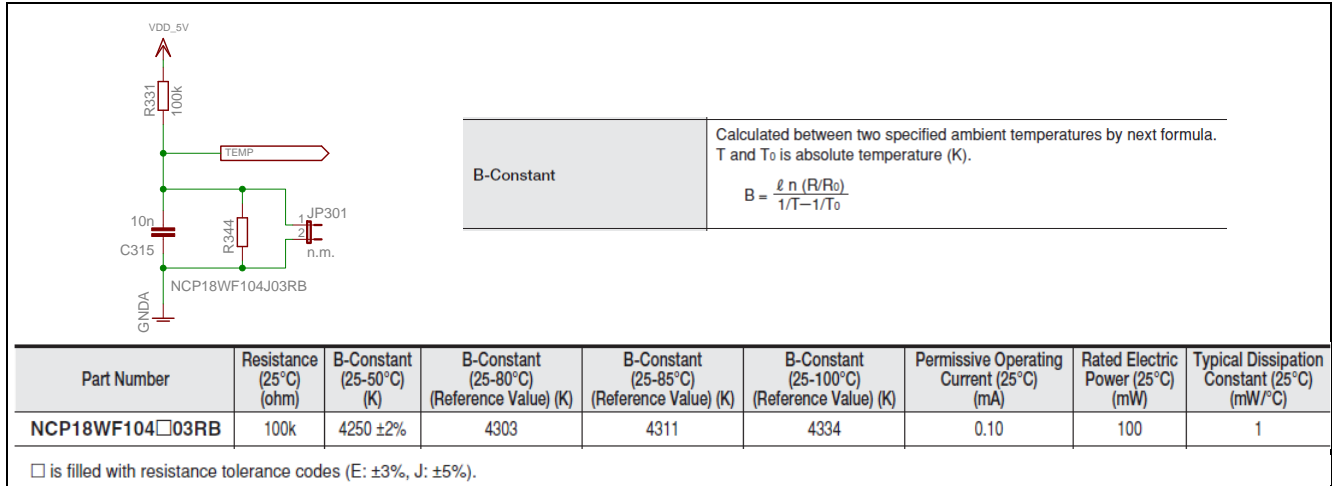 VDD_5V
R331
100k
TEMP
10n
C315
R344
1
2
JP301
n.m.
NCP18WF104J03RB
GNDA
B-Constant
Calculated between two specified ambient temperatures by next formula.
T and T₀ is absolute temperature (K).
B = ℓn (R/R₀)
1/T−1/T₀
Part Number
Resistance
(25°C)
(ohm)
B-Constant
(25-50°C)
(K)
B-Constant
(25-80°C)
(Reference Value) (K)
B-Constant
(25-85°C)
(Reference Value) (K)
B-Constant
(25-100°C)
(Reference Value) (K)
Permissive Operating
Current (25°C)
(mA)
Rated Electric
Power (25°C)
(mW)
Typical Dissipation
Constant (25°C)
(mW/°C)
NCP18WF104□03RB 100k 4250 ±2% 4303 4311 4334 0.10 100 1
□ is filled with resistance tolerance codes (E: ±3%, J: ±5%).